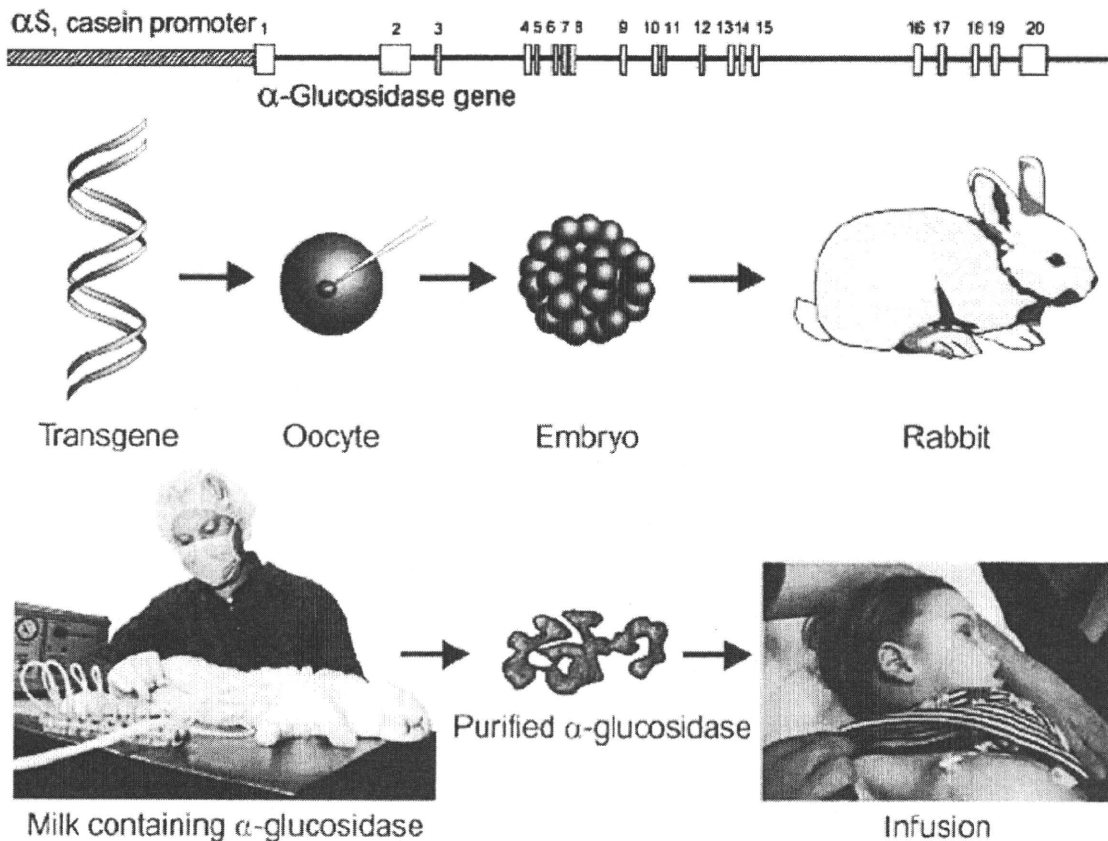 αS₁ casein promoter
1 2 3 4 5 6 7 8 9 10 11 12 13 14 15 16 17 18 19 20
α-Glucosidase gene
Transgene Oocyte Embryo Rabbit
Purified α-glucosidase
Milk containing α-glucosidase Infusion